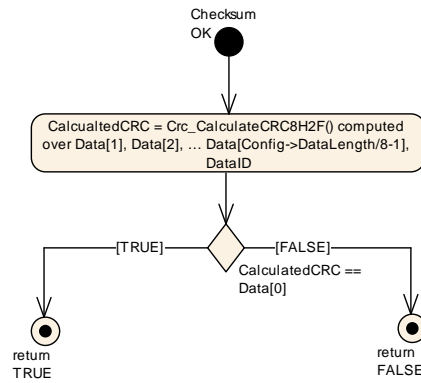 Checksum
OK
CalcualtedCRC = Crc_CalculateCRC8H2F() computed
over Data[1], Data[2], ... Data[Config->DataLength/8-1],
DataID
[TRUE]
[FALSE]
CalculatedCRC ==
Data[0]
return
TRUE
return
FALSE